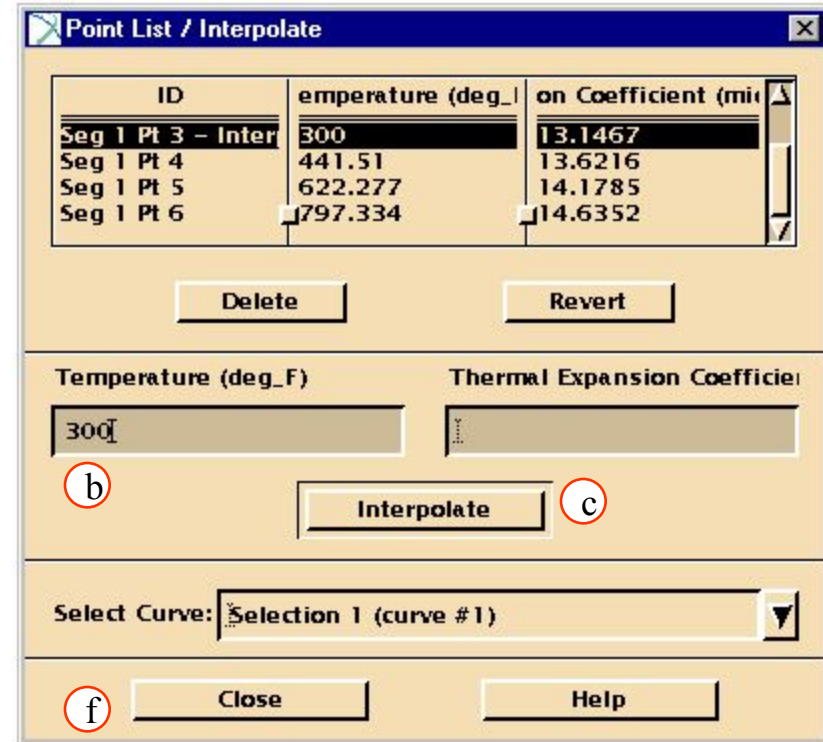 Point List / Interpolate
ID emperature (deg_ on Coefficient (mic
Seg 1 Pt 3 - Inter 300 13.1467
Seg 1 Pt 4 441.51 13.6216
Seg 1 Pt 5 622.277 14.1785
Seg 1 Pt 6 797.334 14.6352
Delete Revert
Temperature (deg_F) Thermal Expansion Coefficie
300
b
Interpolate c
Select Curve: Selection 1 (curve #1)
f Close Help